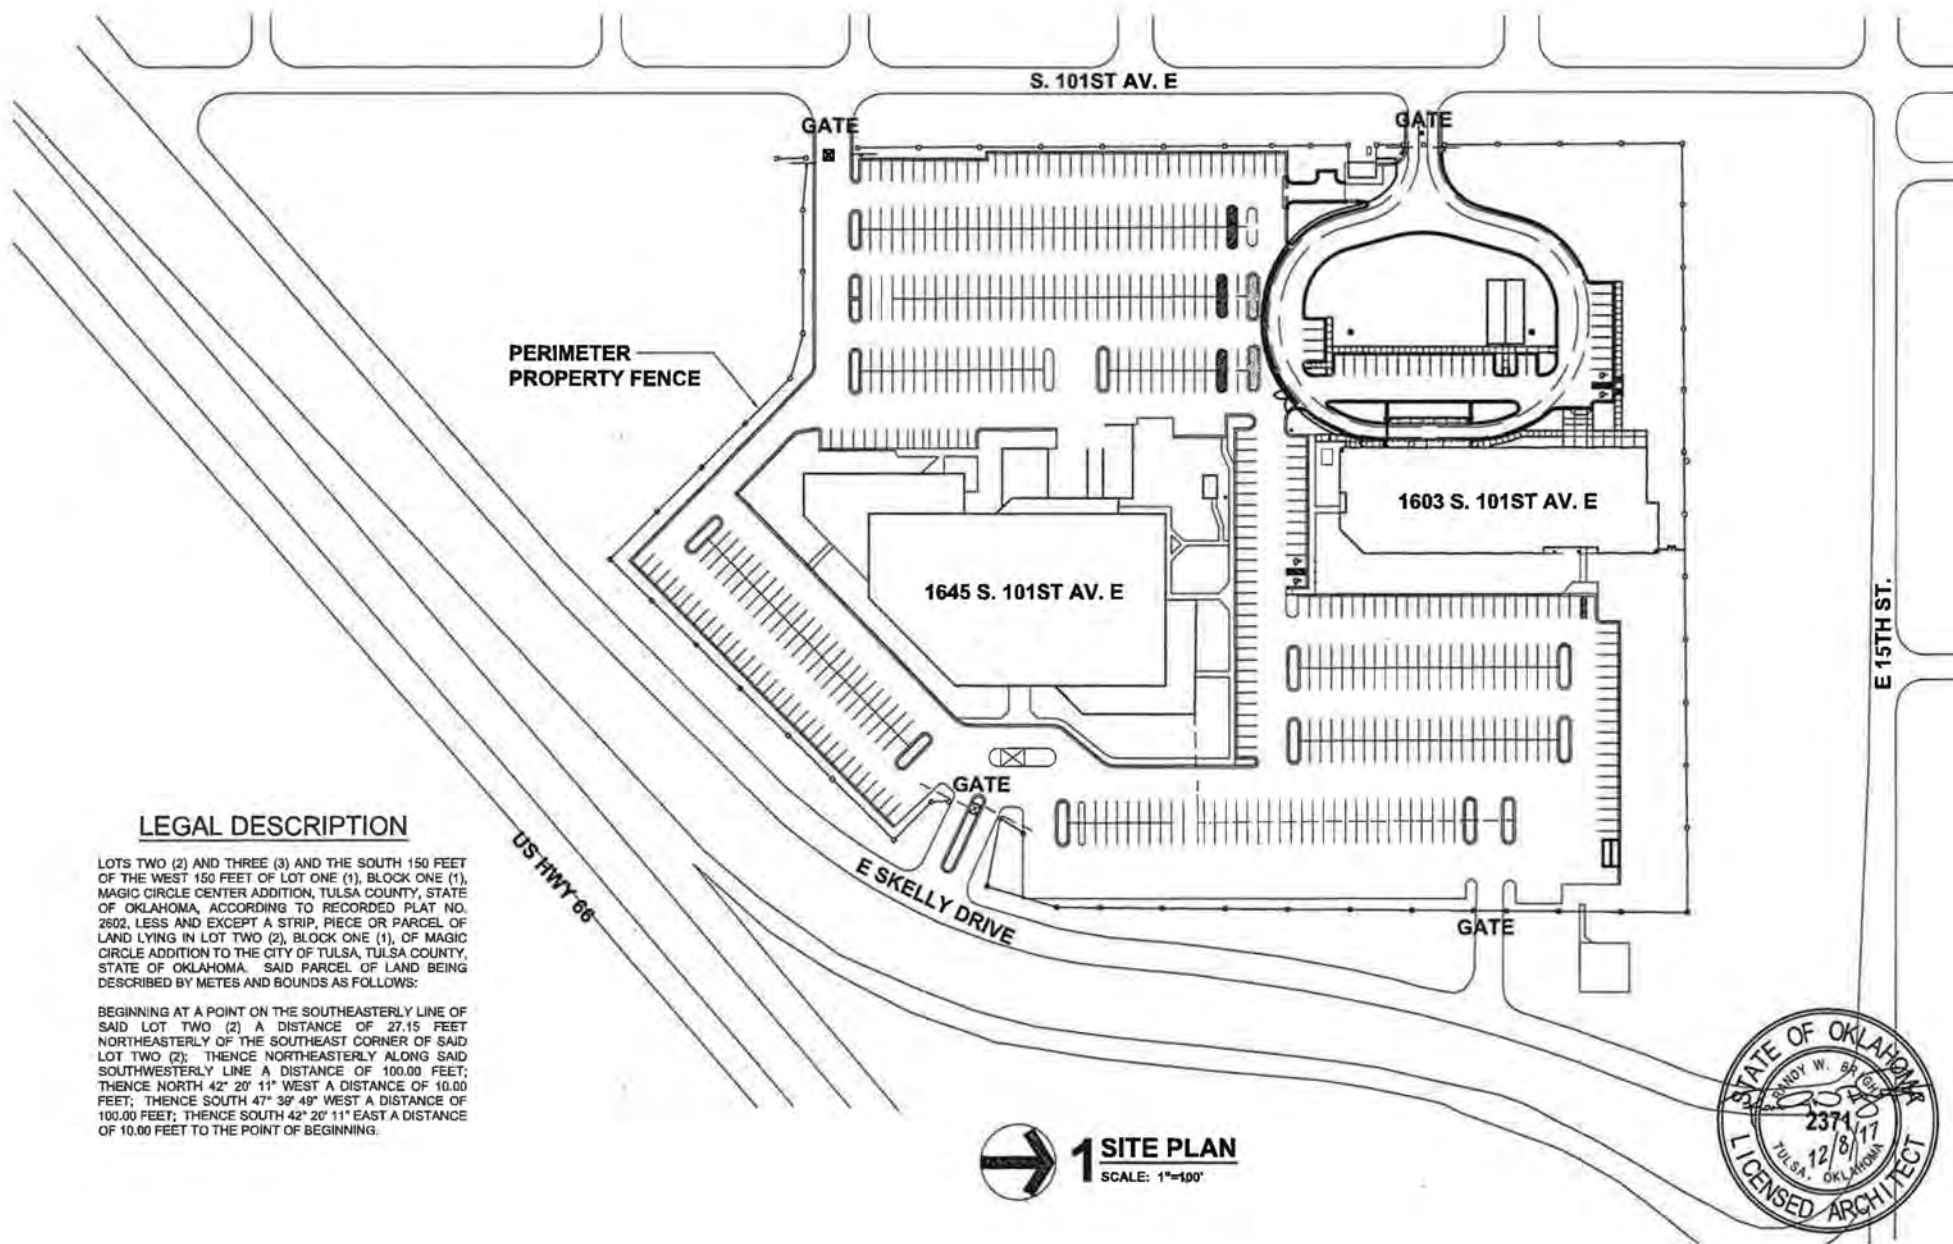 S. 101ST AV. E
GATE
GATE
PERIMETER
PROPERTY FENCE
1603 S. 101ST AV. E
1645 S. 101ST AV. E
E 15TH ST.
GATE
LEGAL DESCRIPTION
LOTS TWO (2) AND THREE (3) AND THE SOUTH 150 FEET
OF THE WEST 150 FEET OF LOT ONE (1), BLOCK ONE (1),
MAGIC CIRCLE CENTER ADDITION, TULSA COUNTY, STATE
OF OKLAHOMA, ACCORDING TO RECORDED PLAT NO.
2602, LESS AND EXCEPT A STRIP, PIECE OR PARCEL OF
LAND LYING IN LOT TWO (2), BLOCK ONE (1), OF MAGIC
CIRCLE ADDITION TO THE CITY OF TULSA, TULSA COUNTY,
STATE OF OKLAHOMA. SAID PARCEL OF LAND BEING
DESCRIBED BY METES AND BOUNDS AS FOLLOWS:
BEGINNING AT A POINT ON THE SOUTHEASTERLY LINE OF
SAID LOT TWO (2) A DISTANCE OF 27.15 FEET
NORTHEASTERLY OF THE SOUTHEAST CORNER OF SAID
LOT TWO (2); THENCE NORTHEASTERLY ALONG SAID
SOUTHWESTERLY LINE A DISTANCE OF 100.00 FEET;
THENCE NORTH 42° 20' 11" WEST A DISTANCE OF 10.00
FEET; THENCE SOUTH 47° 39' 49" WEST A DISTANCE OF
100.00 FEET; THENCE SOUTH 42° 20' 11" EAST A DISTANCE
OF 10.00 FEET TO THE POINT OF BEGINNING.
US HWY 66
E SKELLY DRIVE
GATE
1 SITE PLAN
SCALE: 1"=100'
STATE OF OKLAHOMA
RANDY W.
2371
12/8/17
TULSA, OKLAHOMA
LICENSED ARCHITECT